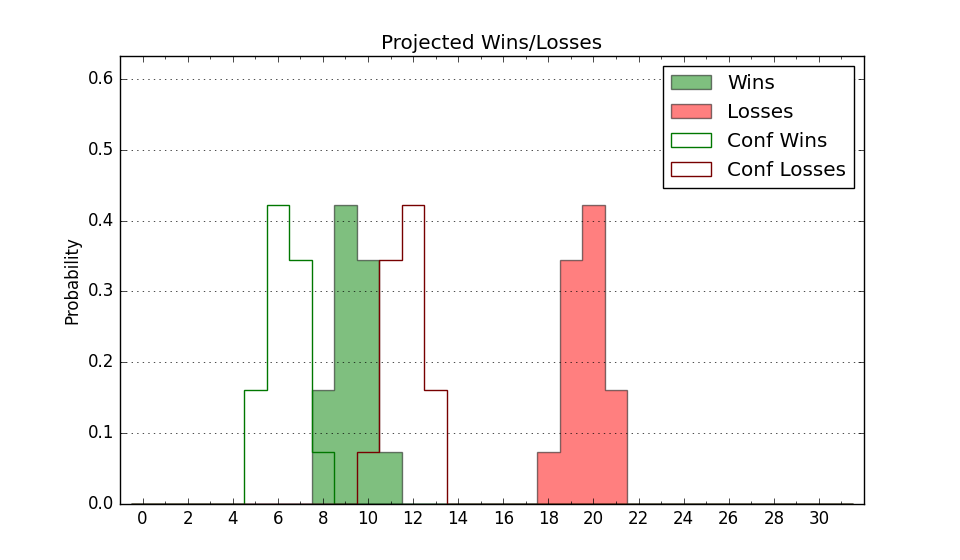 Projected Wins/Losses
Wins
Losses
Conf Wins
Conf Losses
Probability
0.6
0.5
0.4
0.3
0.2
0.1
0.0
0 2 4 6 8 10 12 14 16 18 20 22 24 26 28 30